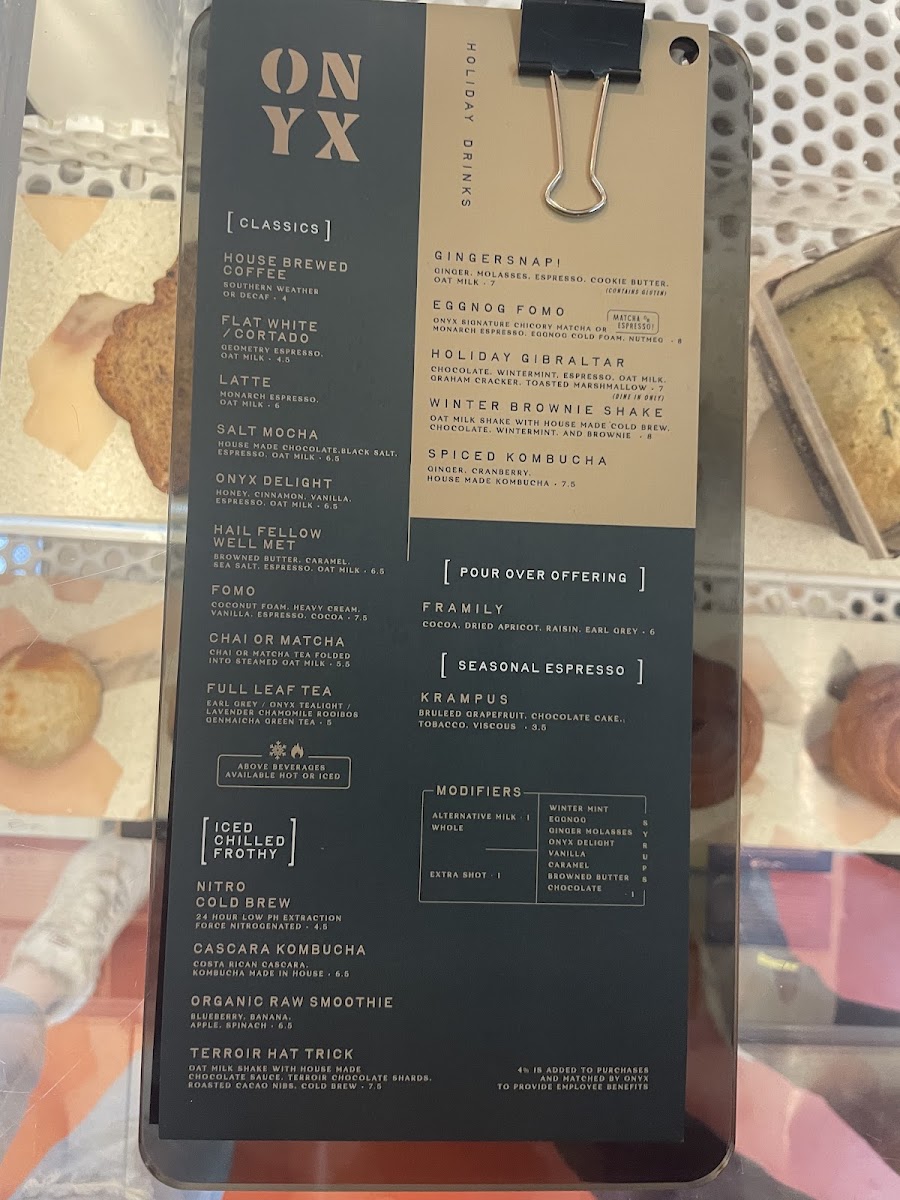 ON
YX
[CLASSICS]
HOUSE BREWED
COFFEE
SOUTHERN WEATHER
OR DECAF · 4
FLAT WHITE
/CORTADO
GEOMETRY ESPRESSO,
OAT MILK · 4.5
LATTE
MONARCH ESPRESSO,
OAT MILK · 6
SALT MOCHA
HOUSE MADE CHOCOLATE,BLACK SALT,
ESPRESSO, OAT MILK · 6.5
ONYX DELIGHT
HONEY, CINNAMON, VANILLA,
ESPRESSO, OAT MILK · 6.5
HAIL FELLOW
WELL MET
BROWNED BUTTER, CARAMEL,
SEA SALT, ESPRESSO, OAT MILK · 6.5
FOMO
COCONUT FOAM, HEAVY CREAM,
VANILLA, ESPRESSO, COCOA · 7.5
CHAI OR MATCHA
CHAI OR MATCHA TEA FOLDED
INTO STEAMED OAT MILK · 5.5
FULL LEAF TEA
EARL GREY / ONYX TEALIGHT /
LAVENDER CHAMOMILE ROOIBOS
GENMAICHA GREEN TEA · 5
ABOVE BEVERAGES
AVAILABLE HOT OR ICED
[ICED
CHILLED
FROTHY]
NITRO
COLD BREW
24 HOUR LOW PH EXTRACTION
FORCE NITROGENATED · 4.5
CASCARA KOMBUCHA
COSTA RICAN CASCARA,
KOMBUCHA MADE IN HOUSE · 6.5
ORGANIC RAW SMOOTHIE
BLUEBERRY, BANANA,
APPLE, SPINACH · 6.5
TERROIR HAT TRICK
OAT MILK SHAKE WITH HOUSE MADE
CHOCOLATE SAUCE, TERROIR CHOCOLATE SHARDS,
ROASTED CACAO NIBS, COLD BREW · 7.5
HOLIDAY DRINKS
GINGERSNAP!
GINGER, MOLASSES, ESPRESSO, COOKIE BUTTER,
OAT MILK · 7
(CONTAINS GLUTEN)
EGGNOG FOMO
MATCHA %
ESPRESSO!
ONYX SIGNATURE CHICORY MATCHA OR
MONARCH ESPRESSO, EGGNOG COLD FOAM, NUTMEG · 8
HOLIDAY GIBRALTAR
CHOCOLATE, WINTERMINT, ESPRESSO, OAT MILK,
GRAHAM CRACKER, TOASTED MARSHMALLOW · 7
(DINE IN ONLY)
WINTER BROWNIE SHAKE
OAT MILK SHAKE WITH HOUSE MADE COLD BREW,
CHOCOLATE, WINTERMINT, AND BROWNIE · 8
SPICED KOMBUCHA
GINGER, CRANBERRY,
HOUSE MADE KOMBUCHA · 7.5
[POUR OVER OFFERING]
FRAMILY
COCOA, DRIED APRICOT, RAISIN, EARL GREY · 6
[SEASONAL ESPRESSO]
KRAMPUS
BRULEED GRAPEFRUIT, CHOCOLATE CAKE,
TOBACCO, VISCOUS · 3.5
MODIFIERS
ALTERNATIVE MILK · 1
WHOLE
EXTRA SHOT · 1
WINTER MINT
EGGNOG
GINGER MOLASSES
ONYX DELIGHT
VANILLA
CARAMEL
BROWNED BUTTER
CHOCOLATE · 1
SYRUPS
4% IS ADDED TO PURCHASES
AND MATCHED BY ONYX
TO PROVIDE EMPLOYEE BENEFITS